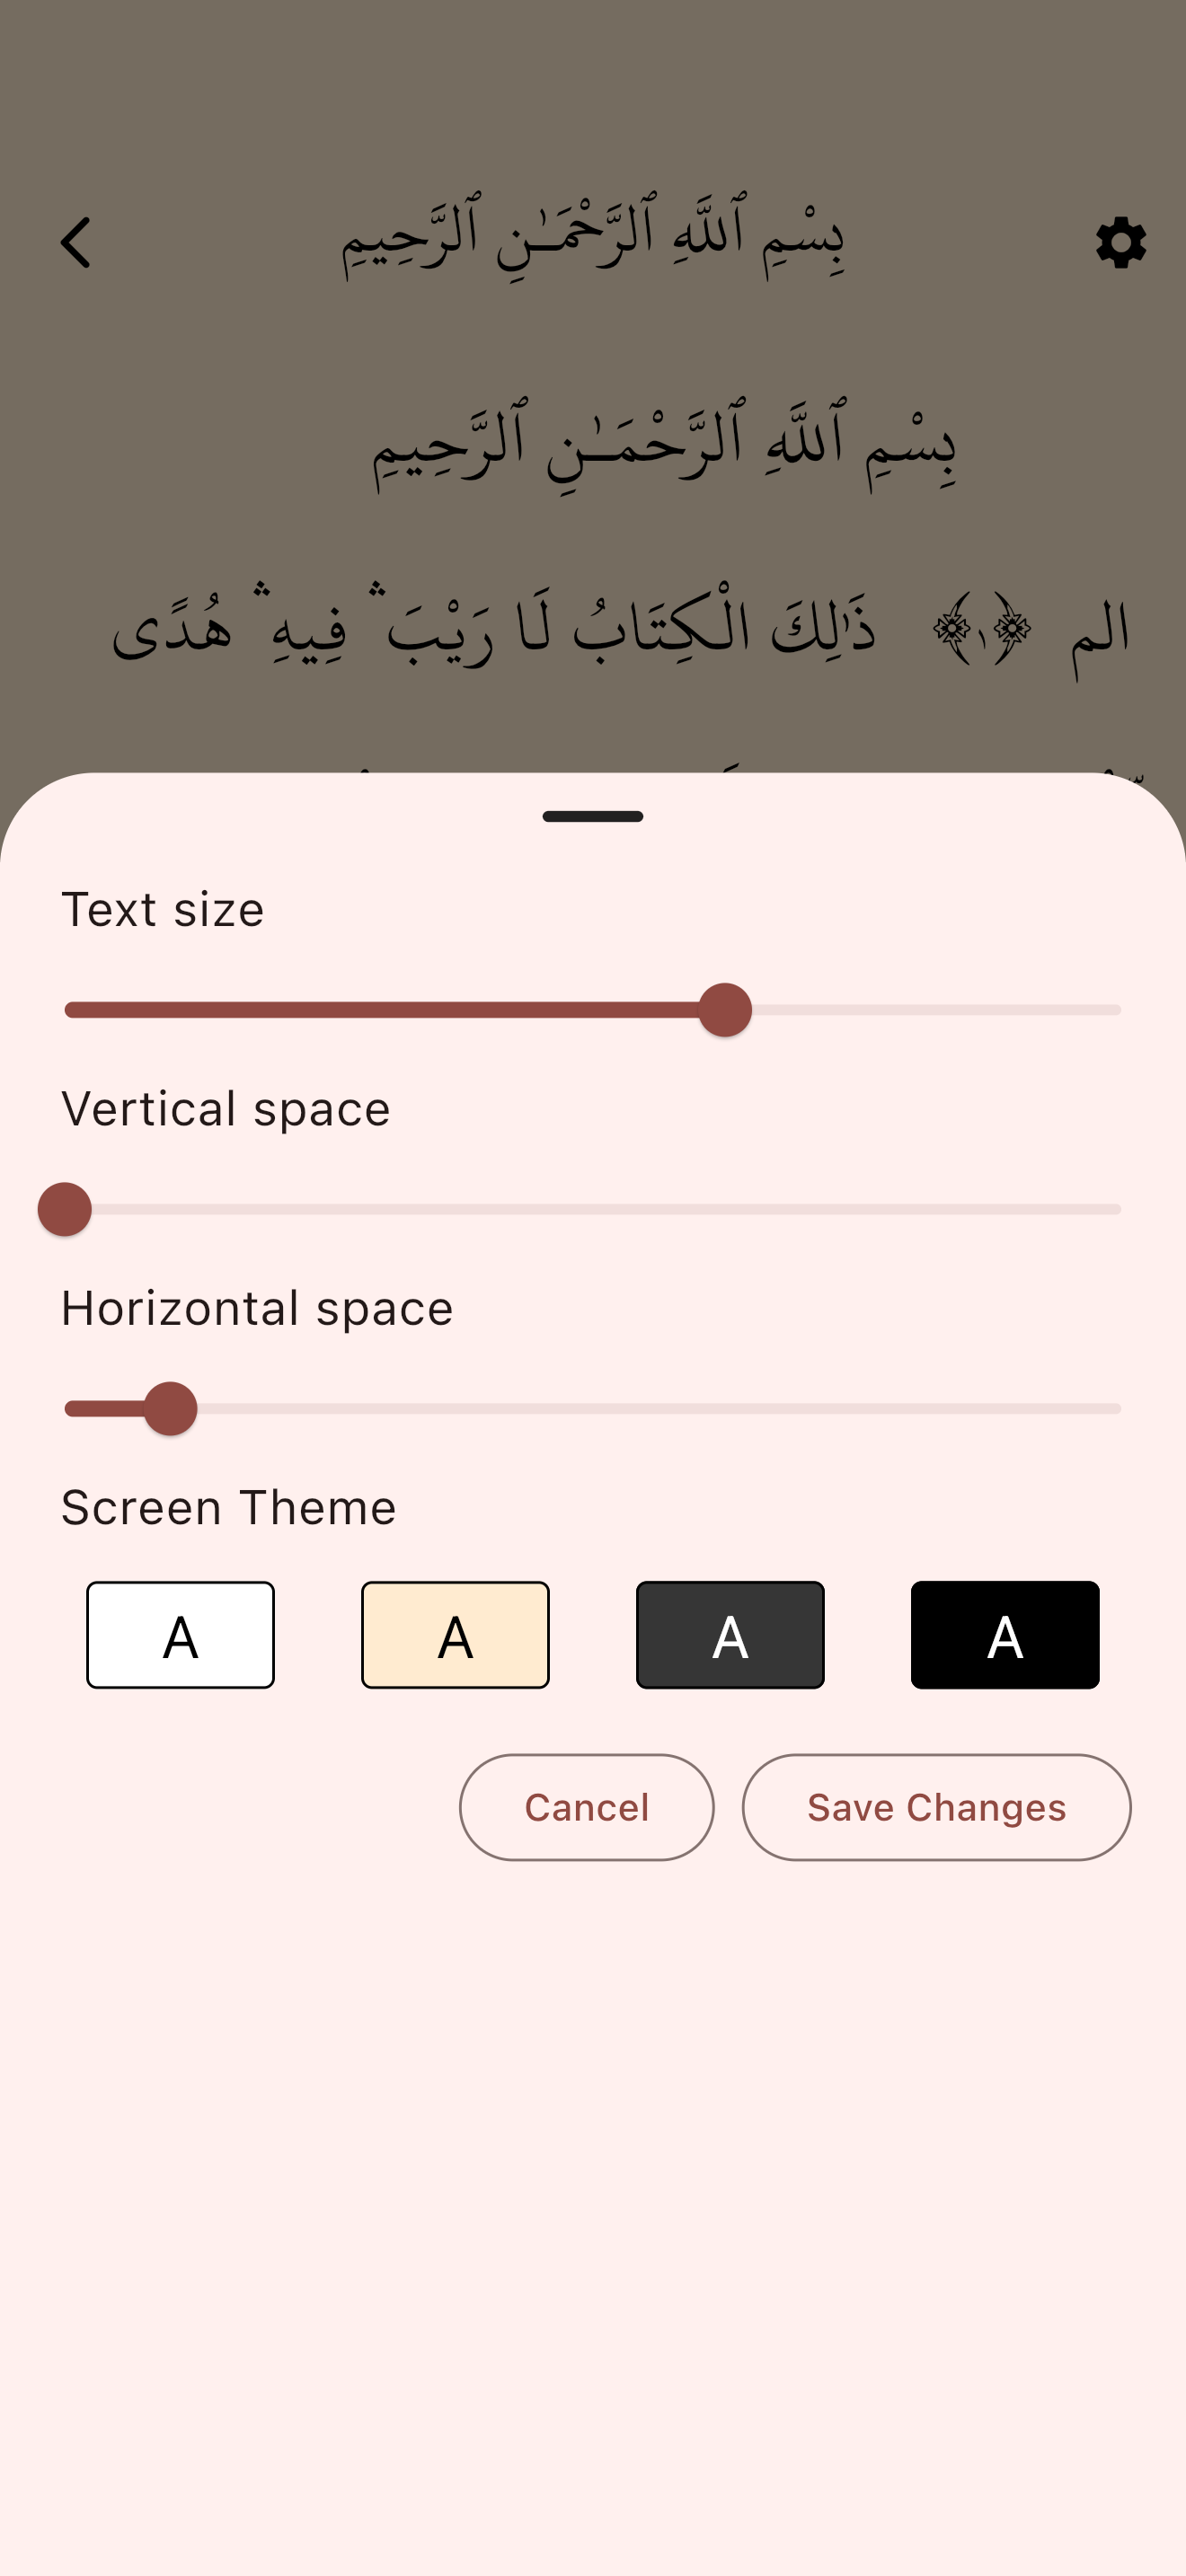 بِسْمِ ٱللَّهِ ٱلرَّحْمَـٰنِ ٱلرَّحِيمِ
بِسْمِ ٱللَّهِ ٱلرَّحْمَـٰنِ ٱلرَّحِيمِ
الم ﴿١﴾ ذَٰلِكَ الْكِتَابُ لَا رَيْبَ ۛ فِيهِ ۛ هُدًى
Text size
Vertical space
Horizontal space
Screen Theme
A A A A
Cancel Save Changes